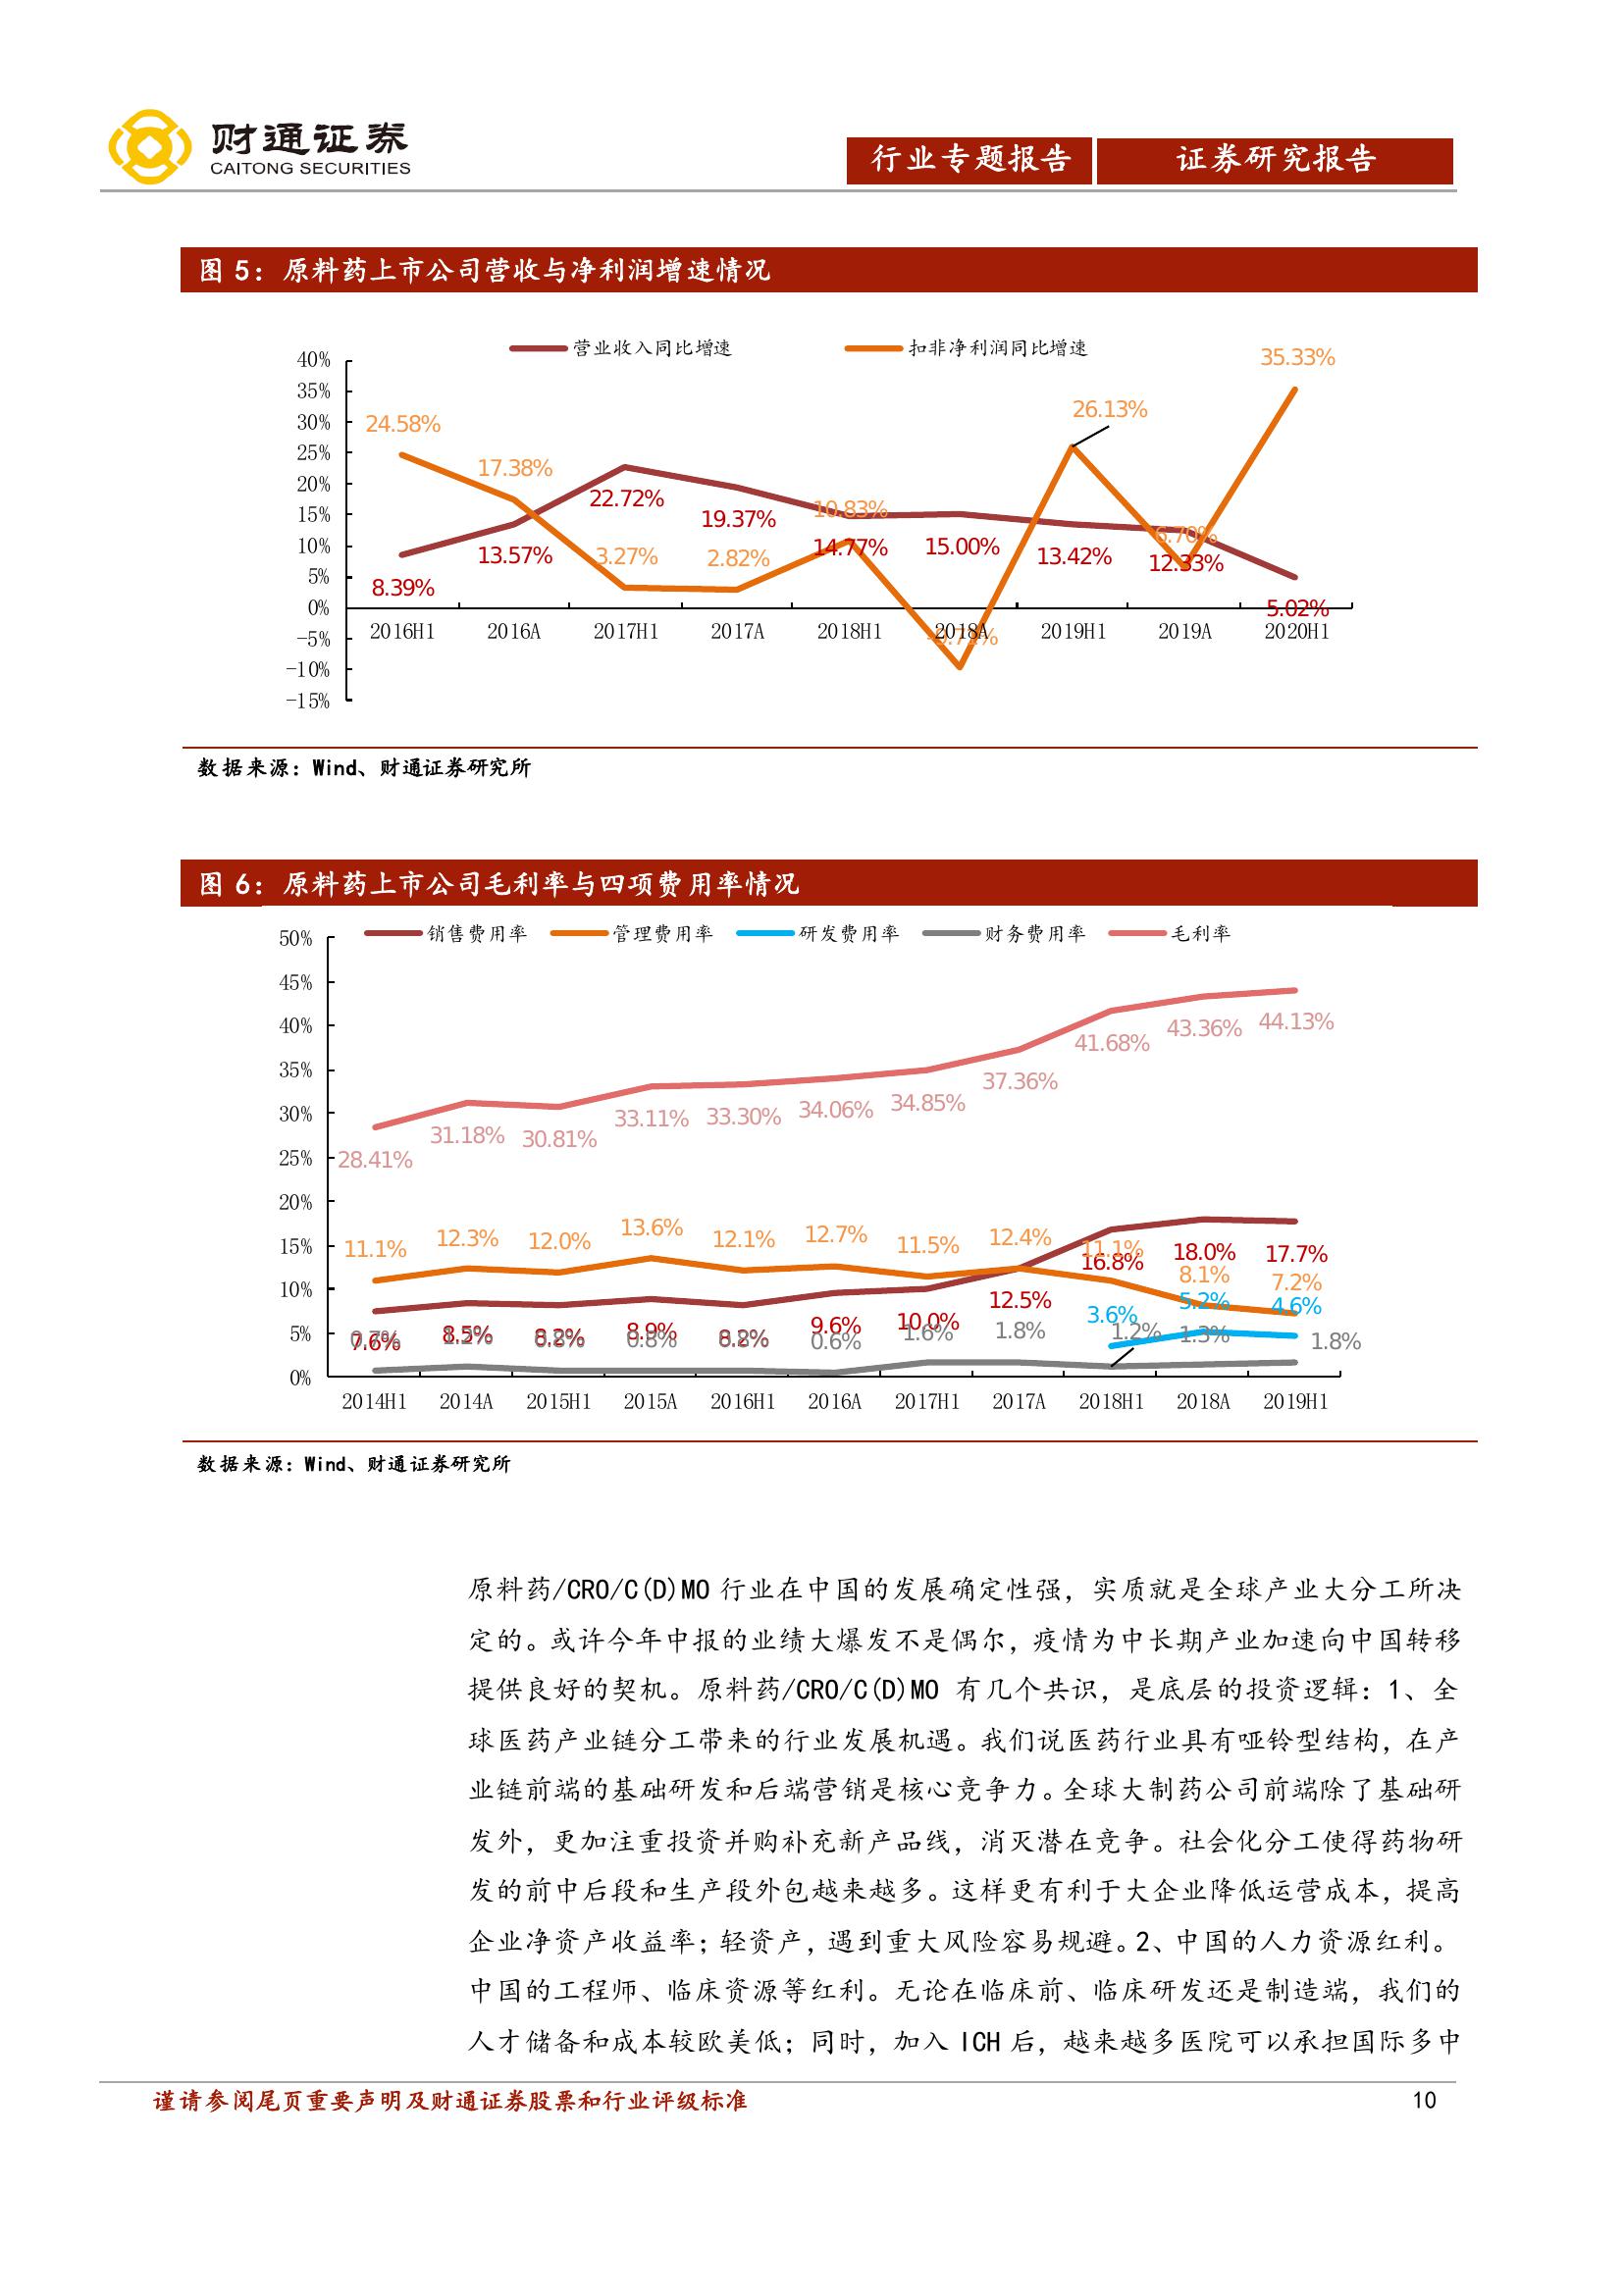 财通证券
CAITONG SECURITIES
行业专题报告 证券研究报告
图 5：原料药上市公司营收与净利润增速情况
营业收入同比增速 扣非净利润同比增速
40%
35%
30%
25%
20%
15%
10%
5%
0%
-5%
-10%
-15%
24.58% 17.38% 3.27% 2.82% 10.83% 26.13% 6.70% 35.33%
8.39% 13.57% 22.72% 19.37% 14.77% 15.00% 13.42% 12.33% 5.02%
2016H1 2016A 2017H1 2017A 2018H1 2018A 2019H1 2019A 2020H1
数据来源：Wind、财通证券研究所
图 6：原料药上市公司毛利率与四项费用率情况
销售费用率 管理费用率 研发费用率 财务费用率 毛利率
50%
45%
40%
35%
30%
25%
20%
15%
10%
5%
0%
28.41% 31.18% 30.81% 33.11% 33.30% 34.06% 34.85% 37.36% 41.68% 43.36% 44.13%
11.1% 12.3% 12.0% 13.6% 12.1% 12.7% 11.5% 12.4% 11.1% 8.1% 7.2%
7.6% 8.5% 8.2% 8.9% 8.2% 9.6% 10.0% 12.5% 16.8% 18.0% 17.7%
3.6% 5.2% 4.6%
0.6% 1.6% 1.8% 1.2% 1.3% 1.8%
2014H1 2014A 2015H1 2015A 2016H1 2016A 2017H1 2017A 2018H1 2018A 2019H1
数据来源：Wind、财通证券研究所
原料药/CRO/C(D)MO 行业在中国的发展确定性强，实质就是全球产业大分工所决
定的。或许今年中报的业绩大爆发不是偶尔，疫情为中长期产业加速向中国转移
提供良好的契机。原料药/CRO/C(D)MO 有几个共识，是底层的投资逻辑：1、全
球医药产业链分工带来的行业发展机遇。我们说医药行业具有哑铃型结构，在产
业链前端的基础研发和后端营销是核心竞争力。全球大制药公司前端除了基础研
发外，更加注重投资并购补充新产品线，消灭潜在竞争。社会化分工使得药物研
发的前中后段和生产段外包越来越多。这样更有利于大企业降低运营成本，提高
企业净资产收益率；轻资产，遇到重大风险容易规避。2、中国的人力资源红利。
中国的工程师、临床资源等红利。无论在临床前、临床研发还是制造端，我们的
人才储备和成本较欧美低；同时，加入 ICH 后，越来越多医院可以承担国际多中
谨请参阅尾页重要声明及财通证券股票和行业评级标准 10